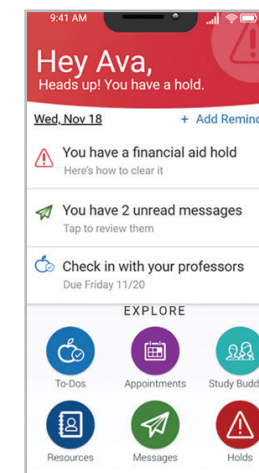 9:41 AM
Hey Ava,
Heads up! You have a hold.
Wed, Nov 18
+ Add Remin
You have a financial aid hold
Here's how to clear it
You have 2 unread messages
Tap to review them
Check in with your professors
Due Friday 11/20
EXPLORE
To-Dos
Appointments
Study Budd
Resources
Messages
Holds